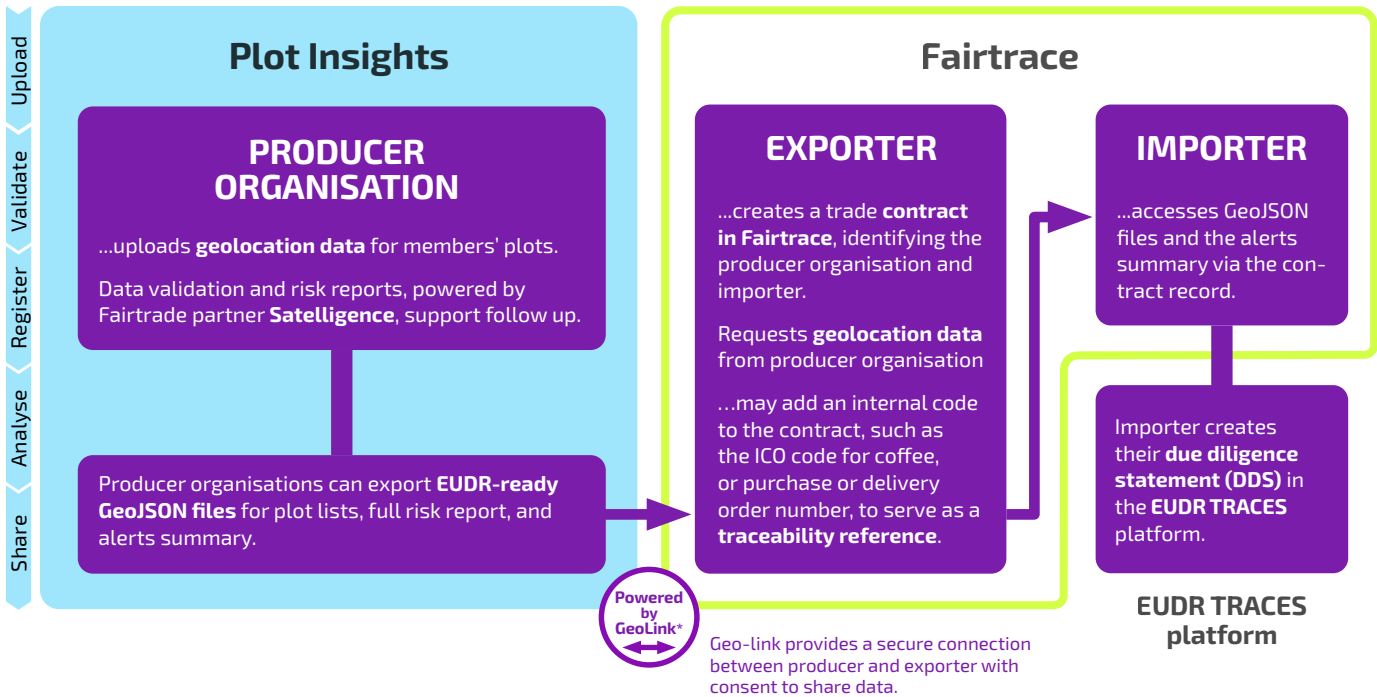 Upload
Validate
Register
Analyse
Share
Plot Insights
PRODUCER
ORGANISATION
...uploads geolocation data for members’ plots.
Data validation and risk reports, powered by
Fairtrade partner Satelligence, support follow up.
Producer organisations can export EUDR-ready
GeoJSON files for plot lists, full risk report, and
alerts summary.
Powered
by
GeoLink*
Fairtrace
EXPORTER
...creates a trade contract
in Fairtrace, identifying the
producer organisation and
importer.
Requests geolocation data
from producer organisation
...may add an internal code
to the contract, such as
the ICO code for coffee,
or purchase or delivery
order number, to serve as a
traceability reference.
IMPORTER
...accesses GeoJSON
files and the alerts
summary via the con-
tract record.
Importer creates
their due diligence
statement (DDS) in
the EUDR TRACES
platform.
EUDR TRACES
platform
Geo-link provides a secure connection
between producer and exporter with
consent to share data.